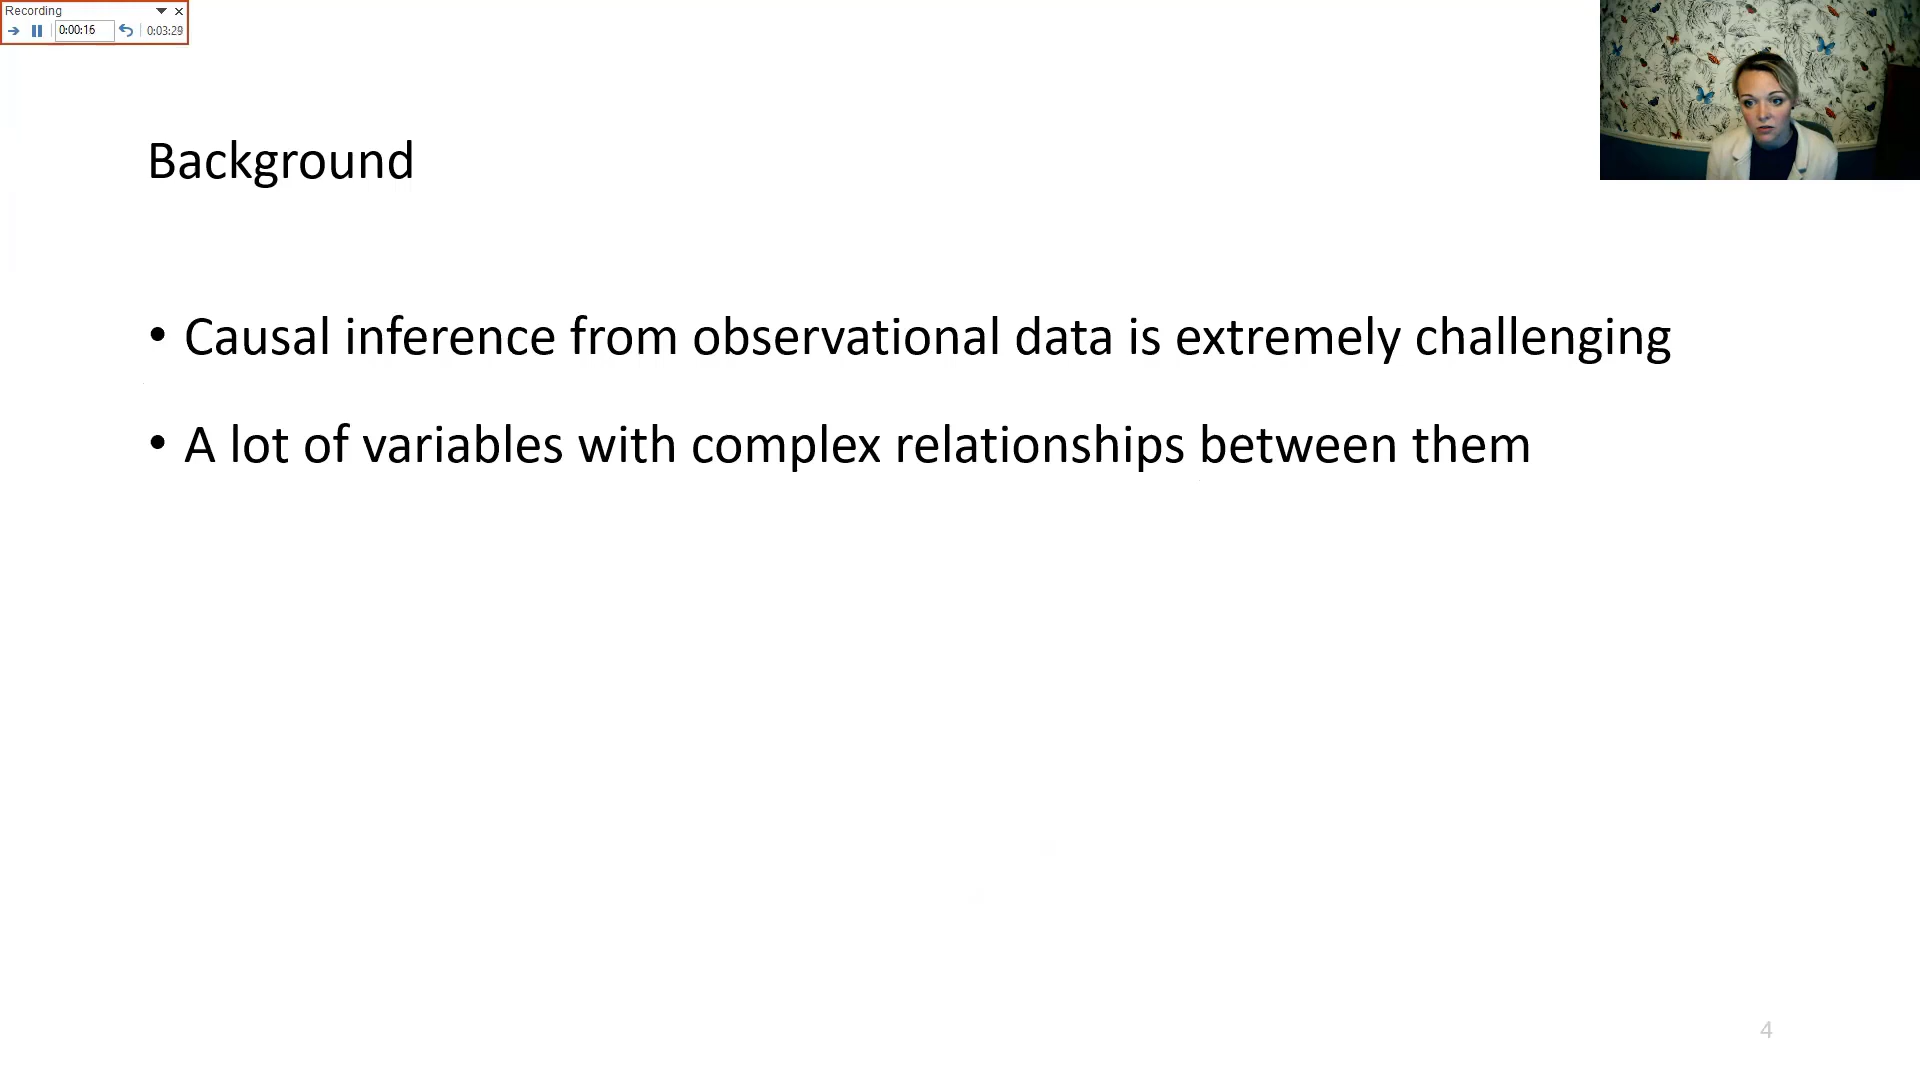 Recording
0:00:16 0:03:29
Background
• Causal inference from observational data is extremely challenging
• A lot of variables with complex relationships between them
4